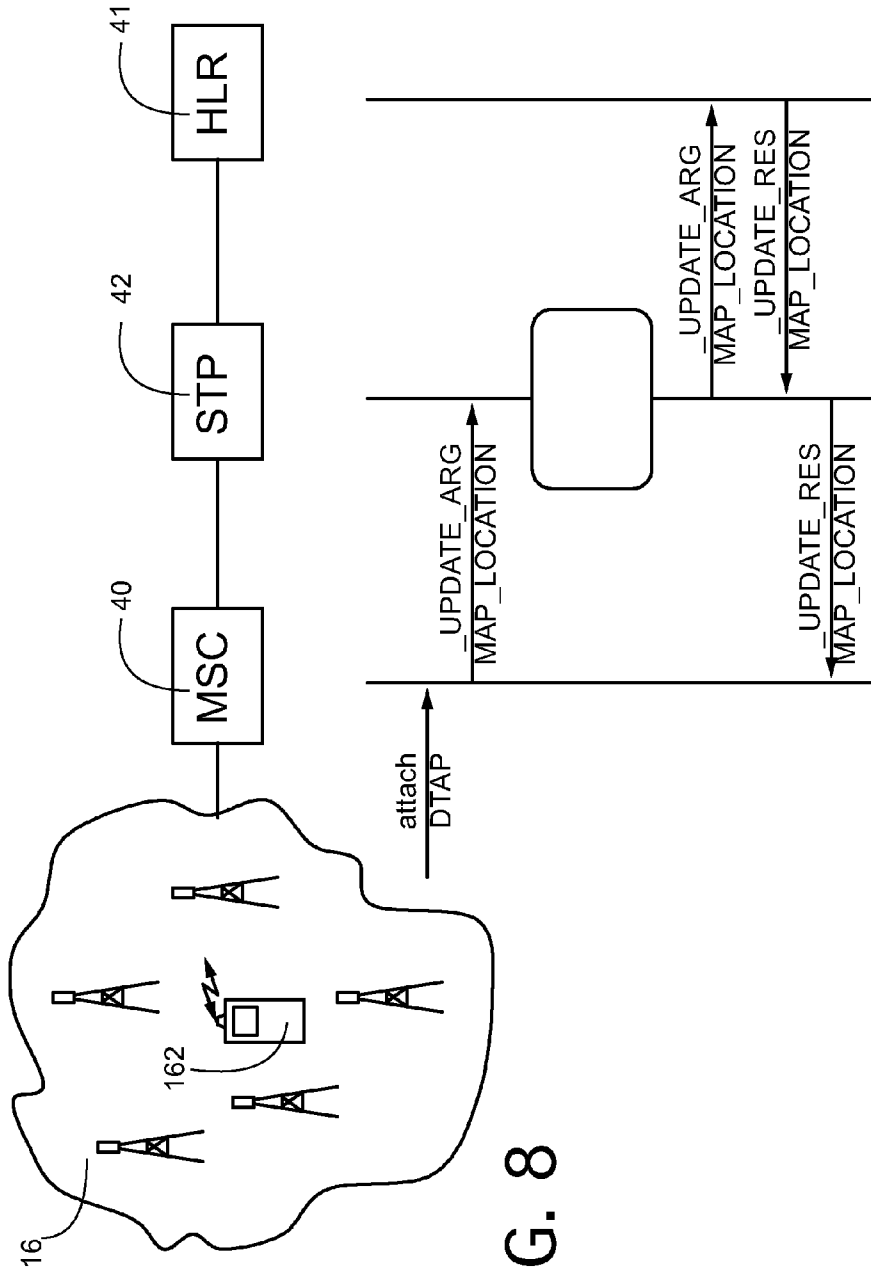 16
162
40
42
41
MSC
STP
HLR
attach
DTAP
_UPDATE_ARG
MAP_LOCATION
_UPDATE_ARG
MAP_LOCATION
_UPDATE_RES
MAP_LOCATION
_UPDATE_RES
MAP_LOCATION
G. 8